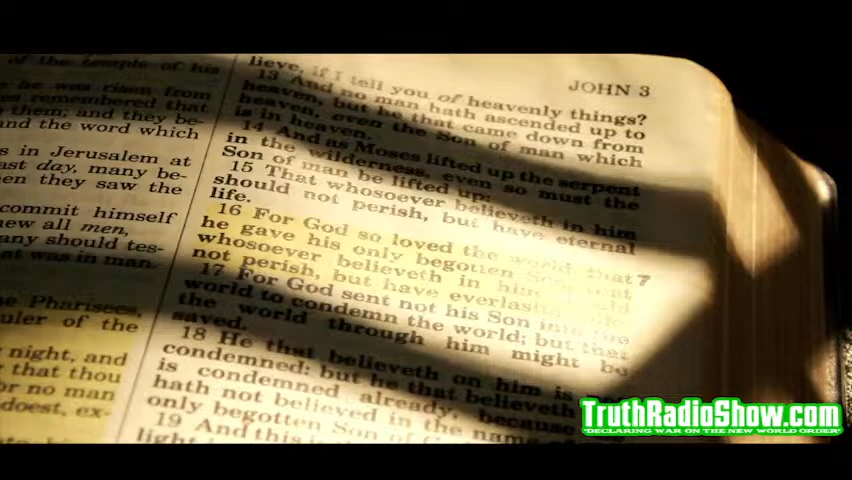 of the temple of his
he was risen from
remembered that
them; and they be-
and the word which
s in Jerusalem at
ast day, many be-
en they saw the
commit himself
new all men,
any should tes-
at was in man.
he Pharisees,
uler of the
night, and
that thou
or no man
doest, ex-
JOHN 3
lieve, if I tell you of heavenly things?
13 And no man hath ascended up to
heaven, but he that came down from
heaven, even the Son of man which
is in heaven.
14 And as Moses lifted up the serpent
in the wilderness, even so must the
Son of man be lifted up:
15 That whosoever believeth in him
should not perish, but have eternal
life.
16 For God so loved the world, that
he gave his only begotten Son, that
whosoever believeth in him should
not perish, but have everlasting life.
17 For God sent not his Son into the
world to condemn the world; but that
the world through him might be
saved.
18 He that believeth on him is not
condemned: but he that believeth
is condemned already, because
hath not believed in the name of
only begotten Son of G
19 And this is
light is
TruthRadioShow.com
"DECLARING WAR ON THE NEW WORLD ORDER"